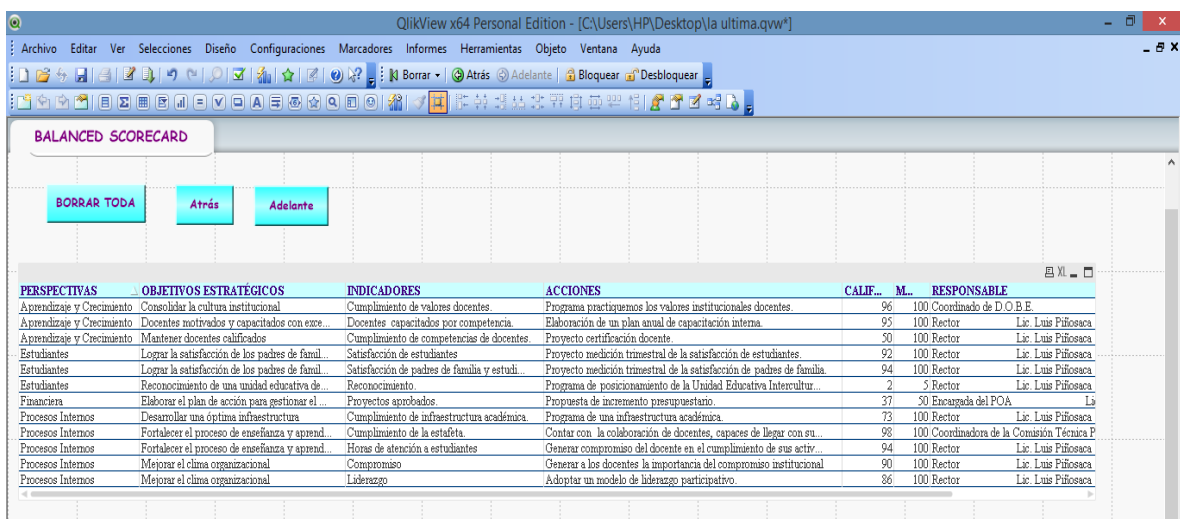 QlikView x64 Personal Edition - [C:\Users\HP\Desktop\la ultima.qvw*]
Archivo Editar Ver Selecciones Diseño Configuraciones Marcadores Informes Herramientas Objeto Ventana Ayuda
Borrar Atrás Adelante Bloquear Desbloquear
BALANCED SCORECARD
BORRAR TODA Atrás Adelante
XL
PERSPECTIVAS OBJETIVOS ESTRATÉGICOS INDICADORES ACCIONES CALIF... M... RESPONSABLE
Aprendizaje y Crecimiento Consolidar la cultura institucional Cumplimiento de valores docentes. Programa practiquemos los valores institucionales docentes. 96 100 Coordinado de D.O.B.E.
Aprendizaje y Crecimiento Docentes motivados y capacitados con exce... Docentes capacitados por competencia. Elaboración de un plan anual de capacitación interna. 95 100 Rector Lic. Luis Piñosaca
Aprendizaje y Crecimiento Mantener docentes calificados Cumplimiento de competencias de docentes. Proyecto certificación docente. 50 100 Rector Lic. Luis Piñosaca
Estudiantes Lograr la satisfacción de los padres de famil... Satisfacción de estudiantes Proyecto medición trimestral de la satisfacción de estudiantes. 92 100 Rector Lic. Luis Piñosaca
Estudiantes Lograr la satisfacción de los padres de famil... Satisfacción de padres de familia y estudi... Proyecto medición trimestral de la satisfacción de padres de familia. 94 100 Rector Lic. Luis Piñosaca
Estudiantes Reconocimiento de una unidad educativa de... Reconocimiento. Programa de posicionamiento de la Unidad Educativa Intercultur... 2 5 Rector Lic. Luis Piñosaca
Financiera Elaborar el plan de acción para gestionar el ... Proyectos aprobados. Propuesta de incremento presupuestario. 37 50 Encargada del POA Li
Procesos Internos Desarrollar una óptima infraestructura Cumplimiento de infraestructura académica. Programa de una infraestructura académica. 73 100 Rector Lic. Luis Piñosaca
Procesos Internos Fortalecer el proceso de enseñanza y aprend... Cumplimiento de la estafeta. Contar con la colaboración de docentes, capaces de llegar con su... 98 100 Coordinadora de la Comisión Técnica P
Procesos Internos Fortalecer el proceso de enseñanza y aprend... Horas de atención a estudiantes Generar compromiso del docente en el cumplimiento de sus activ... 94 100 Rector Lic. Luis Piñosaca
Procesos Internos Mejorar el clima organizacional Compromiso Generar a los docentes la importancia del compromiso institucional 90 100 Rector Lic. Luis Piñosaca
Procesos Internos Mejorar el clima organizacional Liderazgo Adoptar un modelo de liderazgo participativo. 86 100 Rector Lic. Luis Piñosaca